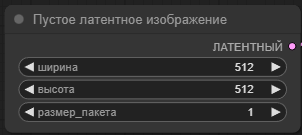 Пустое латентное изображение
ЛАТЕНТНЫЙ
ширина 512
высота 512
размер_пакета 1